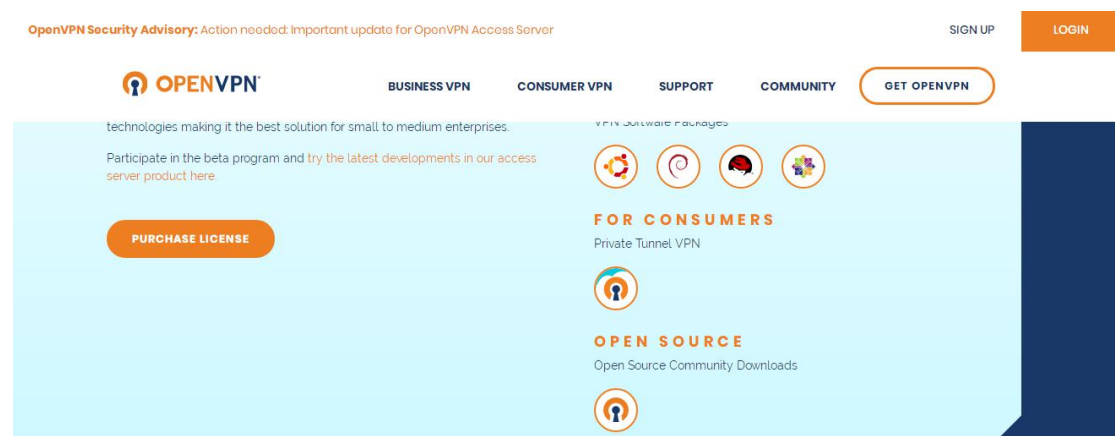 OpenVPN Security Advisory: Action needed: Important update for OpenVPN Access Server
SIGN UP
LOGIN
OPENVPN
BUSINESS VPN
CONSUMER VPN
SUPPORT
COMMUNITY
GET OPENVPN
technologies making it the best solution for small to medium enterprises.
Participate in the beta program and try the latest developments in our access
server product here.
PURCHASE LICENSE
VPN Software Packages
FOR CONSUMERS
Private Tunnel VPN
OPEN SOURCE
Open Source Community Downloads